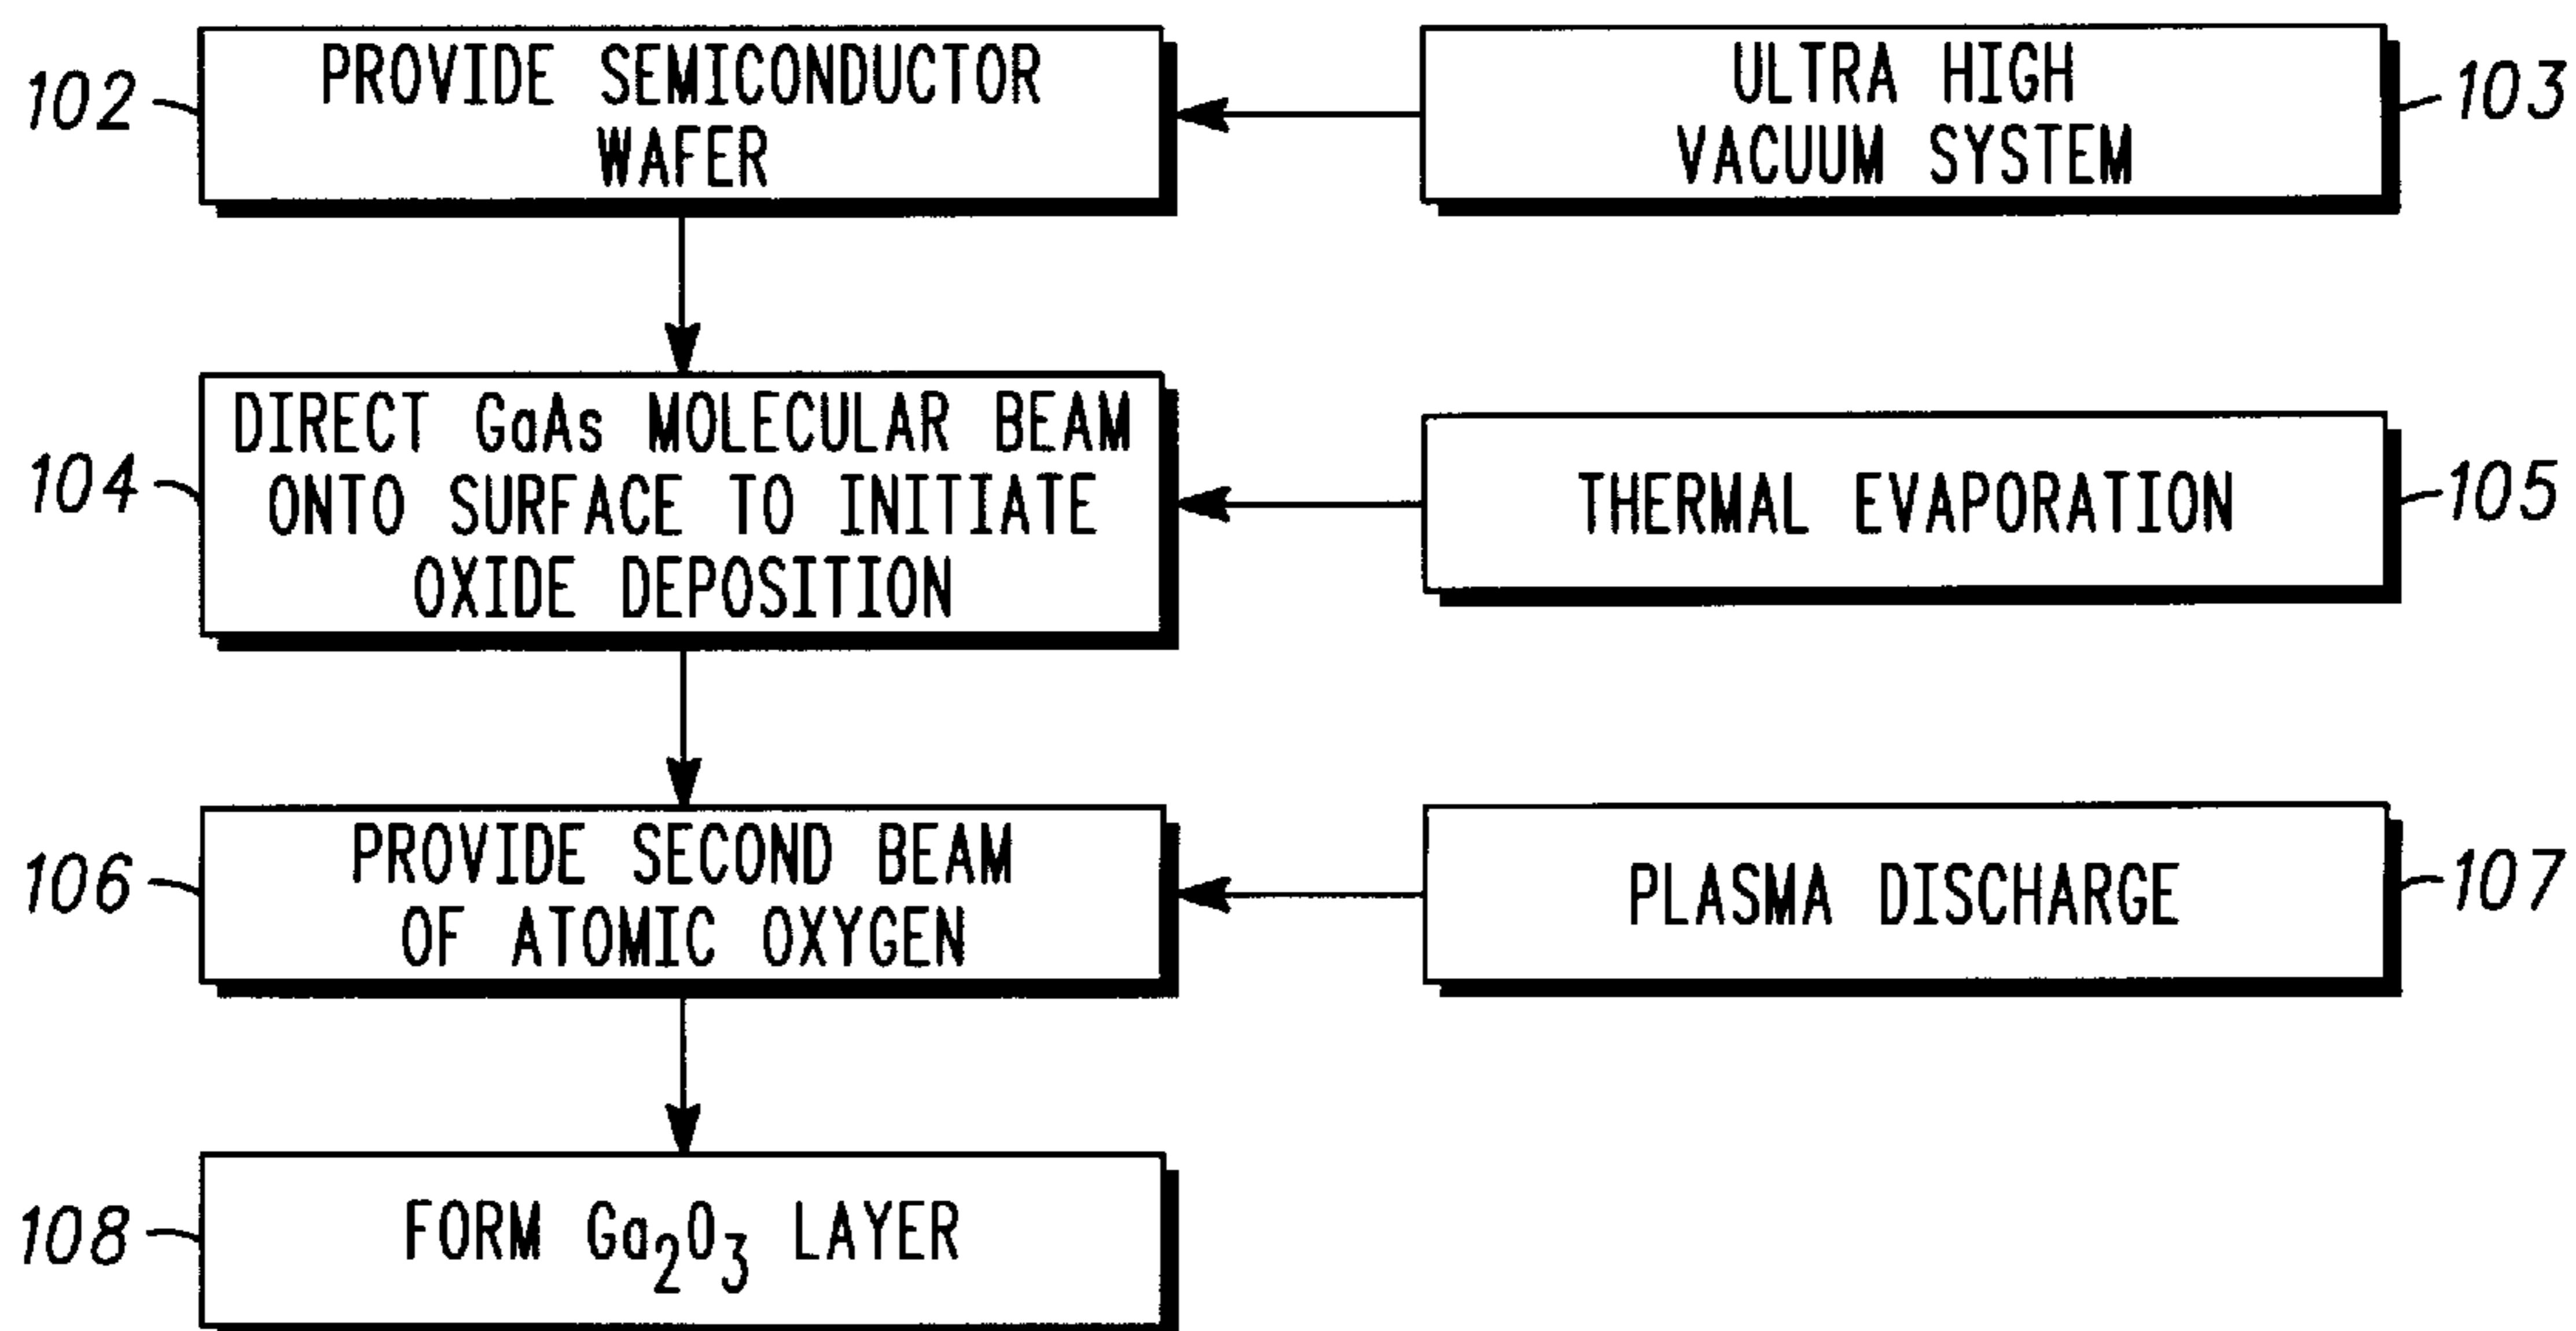 102
PROVIDE SEMICONDUCTOR
WAFER
ULTRA HIGH
VACUUM SYSTEM
103
104
DIRECT GaAs MOLECULAR BEAM
ONTO SURFACE TO INITIATE
OXIDE DEPOSITION
THERMAL EVAPORATION
105
106
PROVIDE SECOND BEAM
OF ATOMIC OXYGEN
PLASMA DISCHARGE
107
108
FORM Ga₂O₃ LAYER